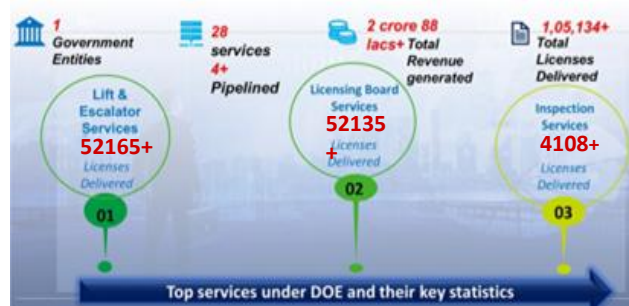 1
Government
Entities
28
services
4+
Pipelined
2 crore 88
lacs+ Total
Revenue
generated
1,05,134+
Total
Licenses
Delivered
Lift &
Escalator
Services
52165+
Licenses
Delivered
01
Licensing Board
Services
52135
+
Licenses
Delivered
02
Inspection
Services
4108+
Licenses
Delivered
03
Top services under DOE and their key statistics